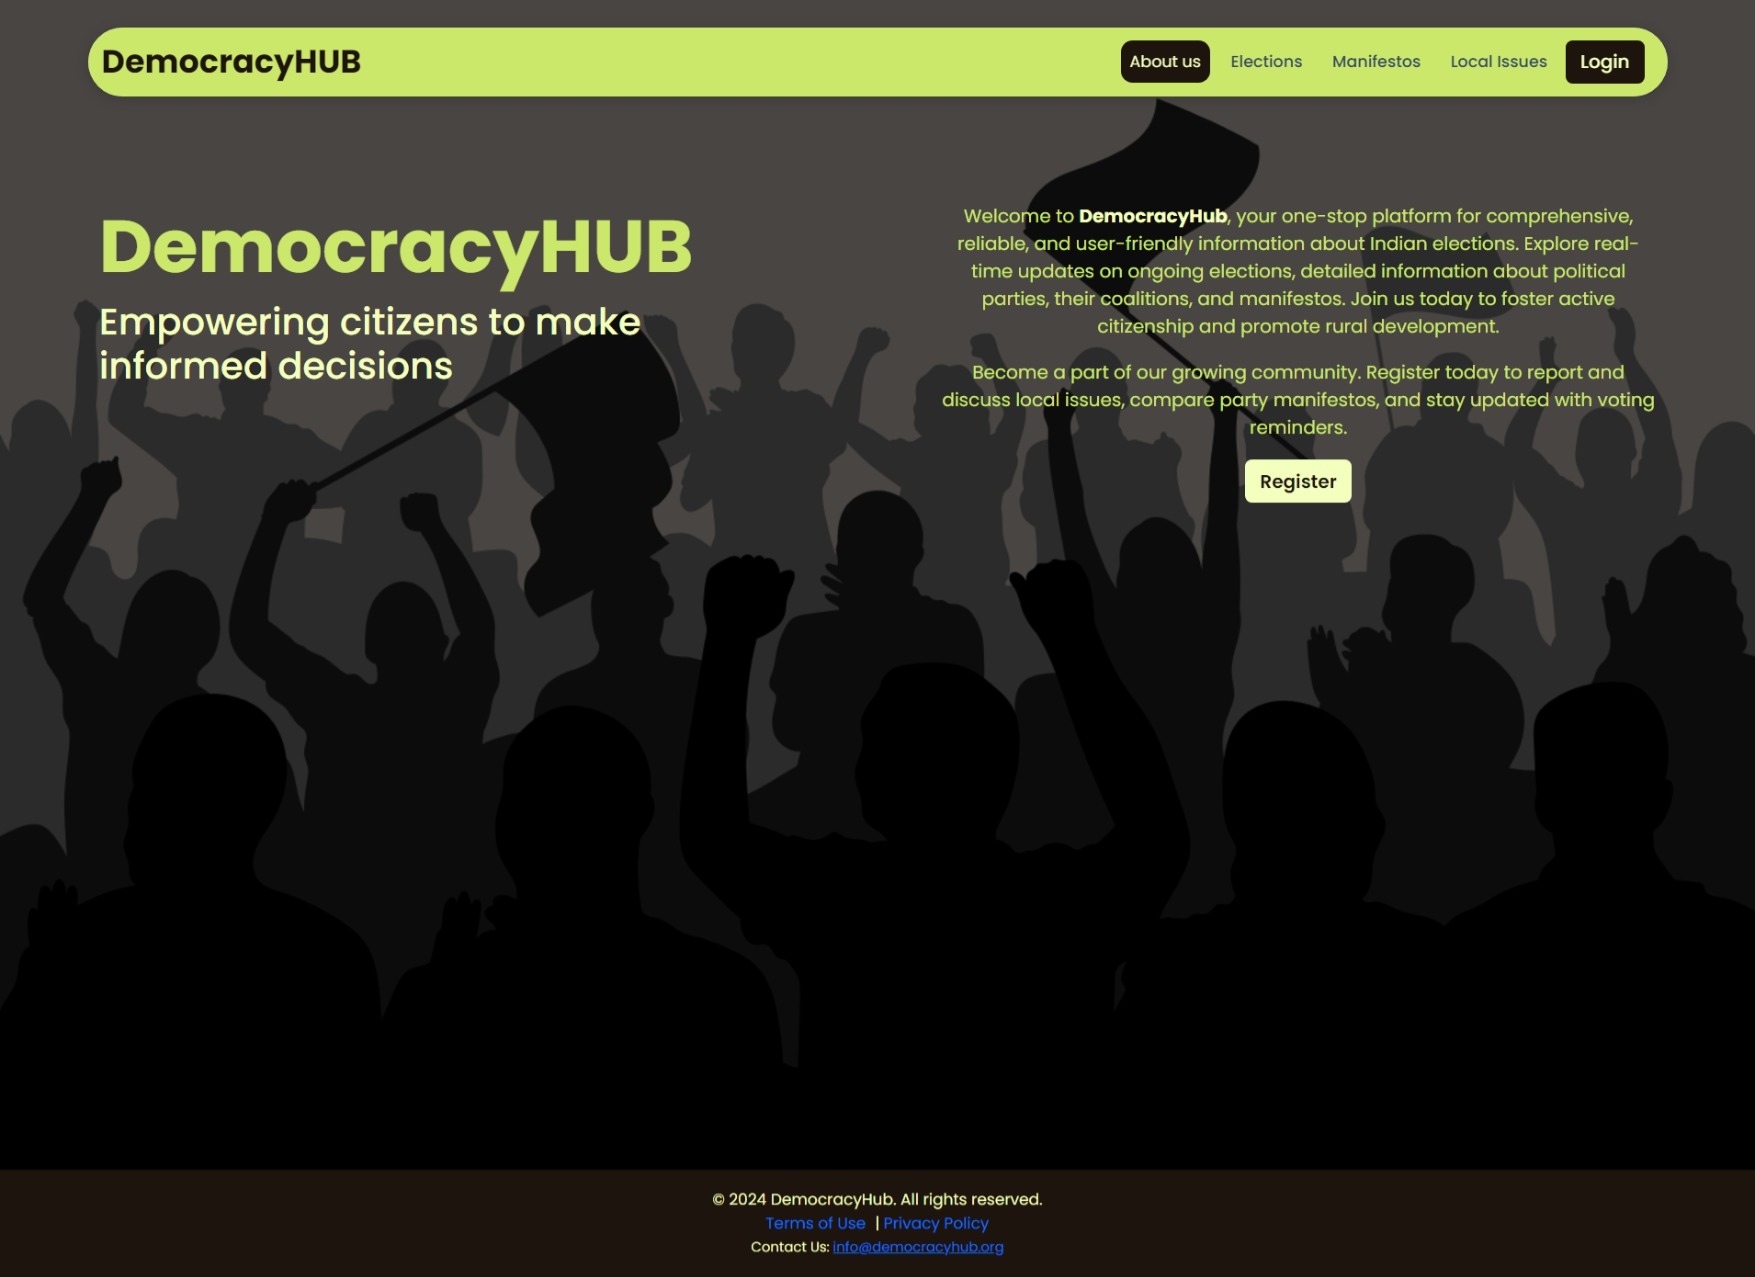 DemocracyHUB
About us
Elections
Manifestos
Local Issues
Login
DemocracyHUB
Empowering citizens to make
informed decisions
Welcome to DemocracyHub, your one-stop platform for comprehensive,
reliable, and user-friendly information about Indian elections. Explore real-
time updates on ongoing elections, detailed information about political
parties, their coalitions, and manifestos. Join us today to foster active
citizenship and promote rural development.
Become a part of our growing community. Register today to report and
discuss local issues, compare party manifestos, and stay updated with voting
reminders.
Register
© 2024 DemocracyHub. All rights reserved.
Terms of Use | Privacy Policy
Contact Us: info@democracyhub.org